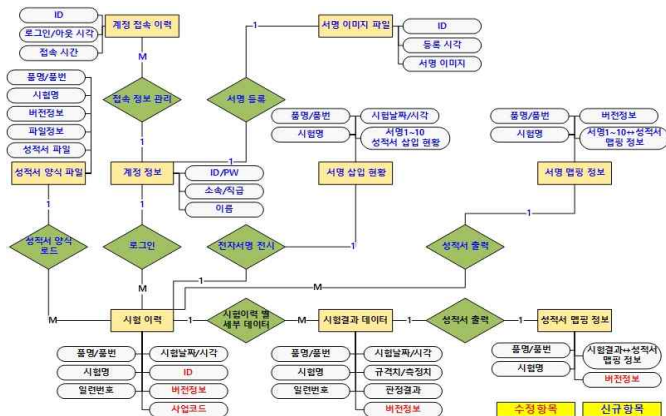 ID
로그인/아웃 시각
접속 시간
계정 접속 이력
서명 이미지 파일
ID
등록 시각
서명 이미지
M
1
1
품명/품번
시험명
버전정보
파일정보
성적서 파일
접속 정보 관리
서명 등록
품명/품번
시험명
시험날짜/시각
서명1~10
성적서 삽입 현황
품명/품번
시험명
버전정보
서명1~10↔성적서
맵핑 정보
1
1
성적서 양식 파일
계정 정보
ID/PW
소속/직급
이름
서명 삽입 현황
서명 맵핑 정보
1
1
1
1
성적서 양식
로드
로그인
전자서명 전시
성적서 출력
M
M
1
M
시험 이력
1
시험이력 별
세부 데이터
M
시험결과 데이터
1
성적서 출력
1
성적서 맵핑 정보
품명/품번
시험명
일련번호
시험날짜/시각
ID
버전정보
사업코드
품명/품번
시험명
일련번호
시험날짜/시각
규격치/측정치
판정결과
버전정보
품명/품번
시험명
시험결과↔성적서
맵핑 정보
버전정보
수정항목
신규항목